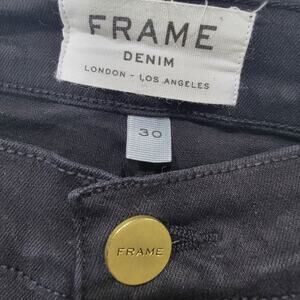 FRAME
DENIM
LONDON - LOS ANGELES
30
FRAME